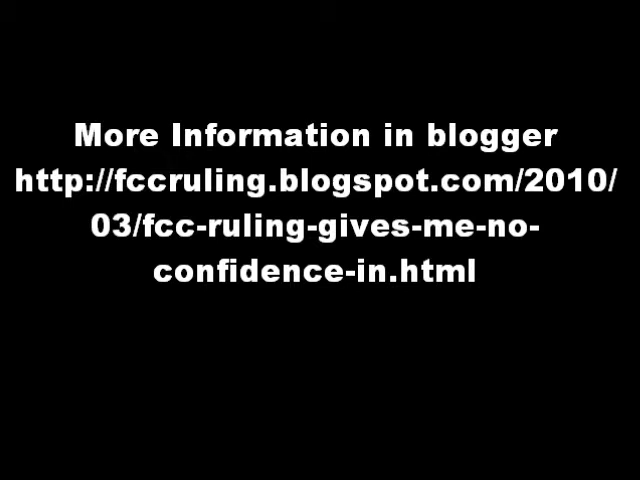 More Information in blogger
http://fccruling.blogspot.com/2010/
03/fcc-ruling-gives-me-no-
confidence-in.html